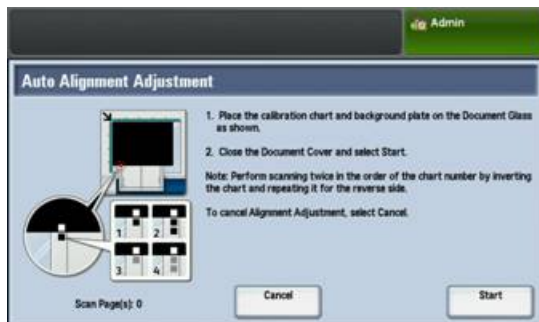 Admin
Auto Alignment Adjustment
1. Place the calibration chart and background plate on the Document Glass
as shown.
2. Close the Document Cover and select Start.
Note: Perform scanning twice in the order of the chart number by inverting
the chart and repeating it for the reverse side.
To cancel Alignment Adjustment, select Cancel.
1 2
3 4
Scan Page(s): 0
Cancel
Start